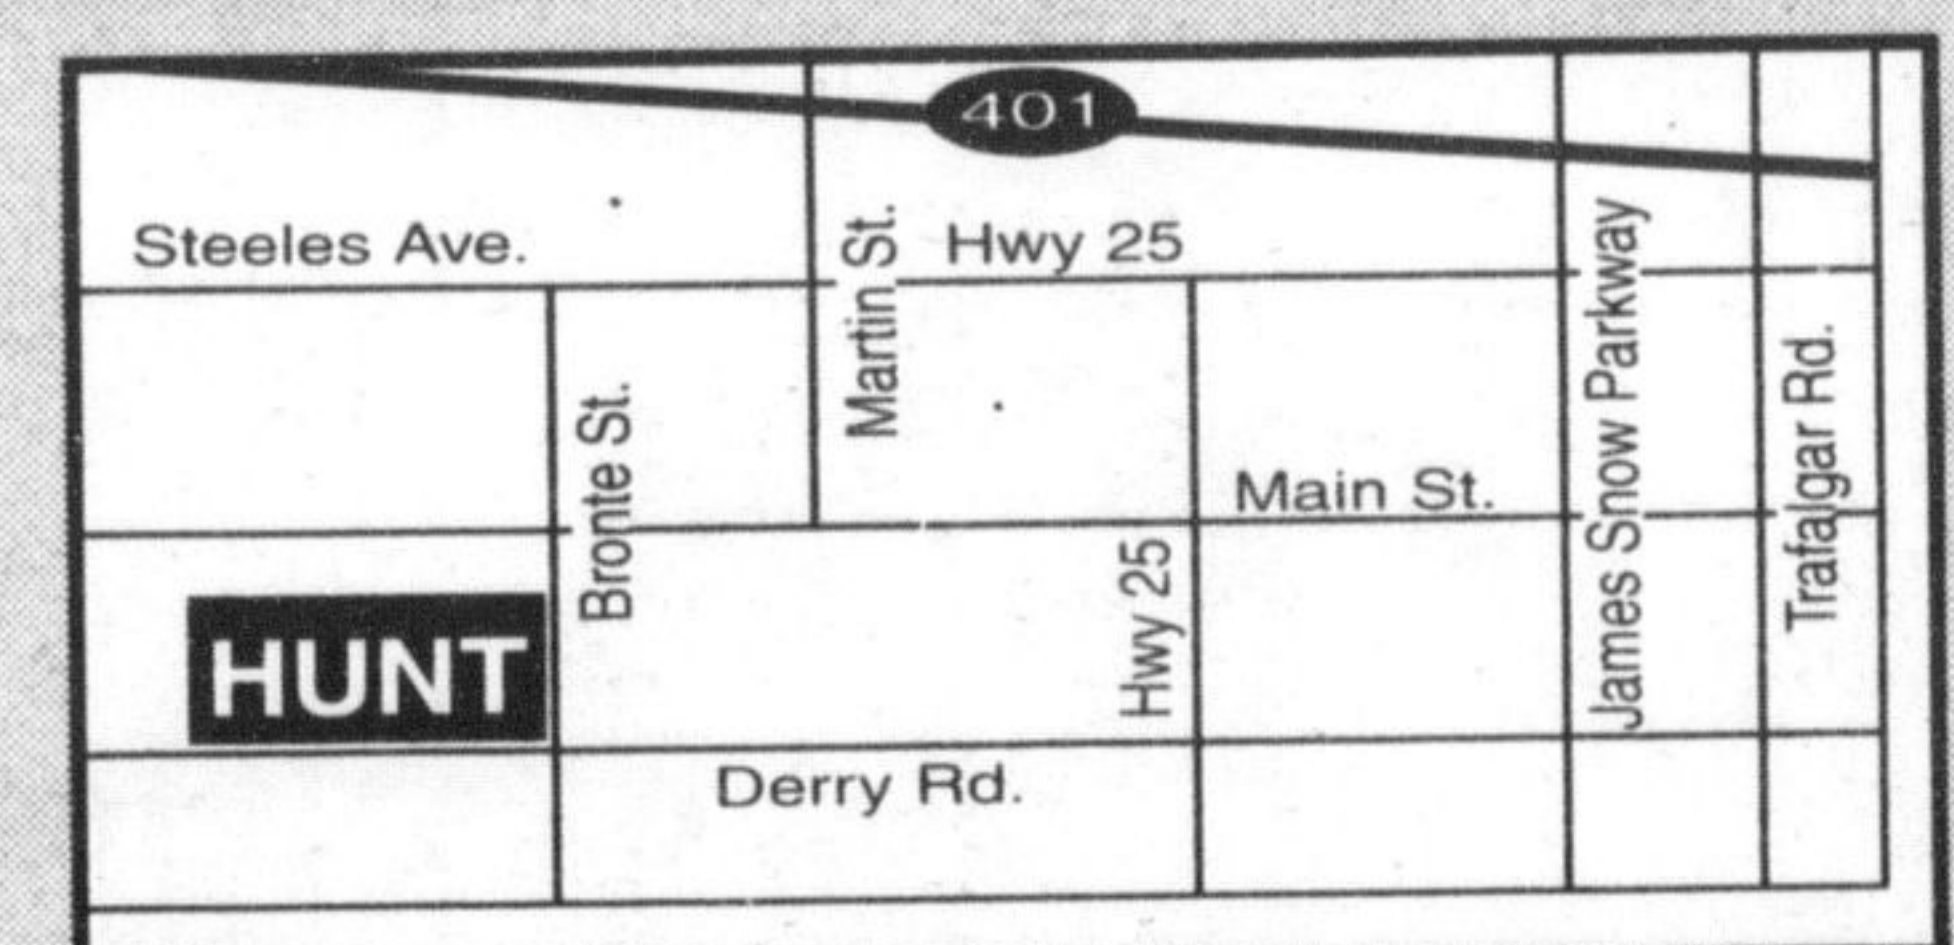 401
Steeles Ave.
Martin St.
Hwy 25
Bronte St.
Main St.
James Snow Parkway
Trafalgar Rd.
HUNT
Hwy 25
Derry Rd.